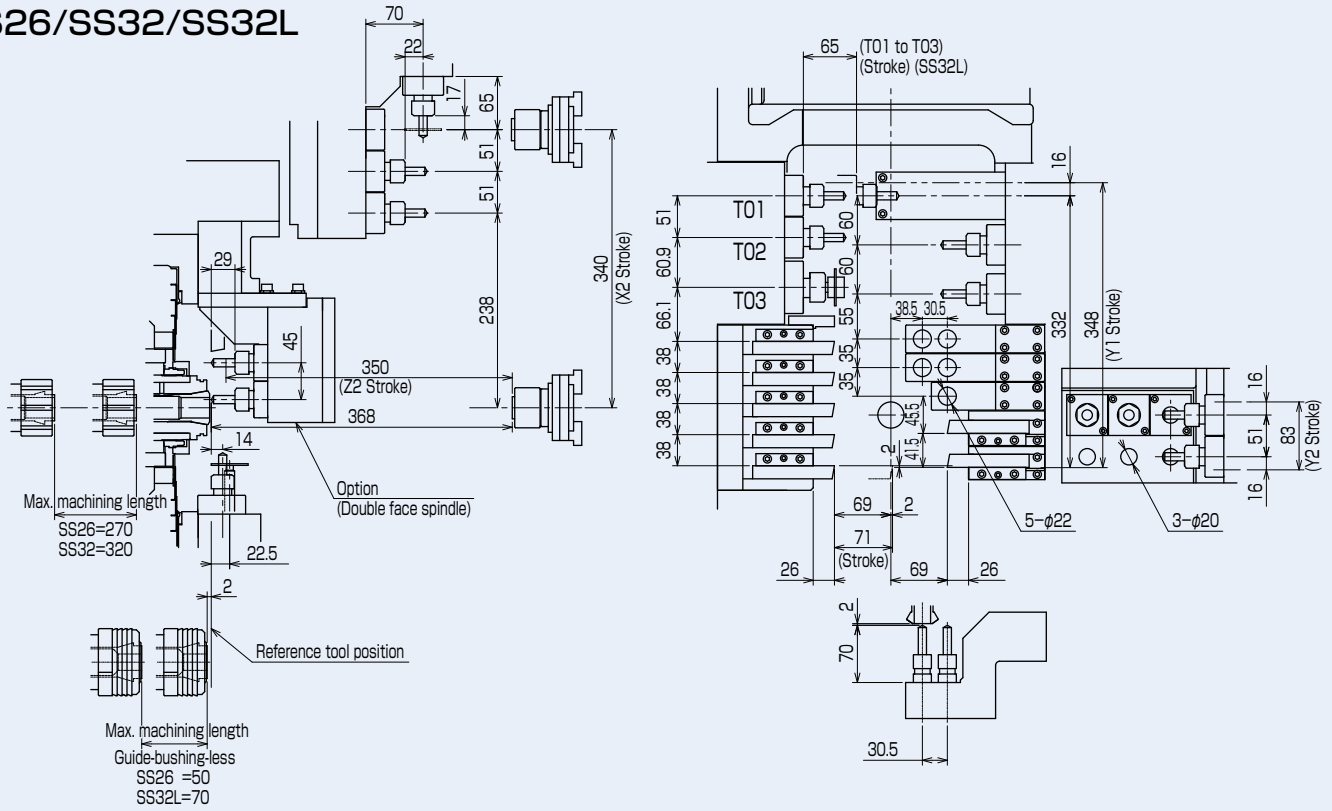 S26/SS32/SS32L
70
22
17
65
51
51
340
(X2 Stroke)
238
29
45
350
(Z2 Stroke)
368
14
Max. machining length
SS26=270
SS32=320
Option
(Double face spindle)
22.5
2
Reference tool position
Max. machining length
Guide-bushing-less
SS26 =50
SS32L=70
65
(T01 to T03)
(Stroke) (SS32L)
16
T01
51
60
T02
60.9
60
T03
66.1
55
38.5
30.5
332
348
(Y1 Stroke)
38
35
38
35
38
45.5
38
41.5
2
16
51
83
(Y2 Stroke)
16
69
2
71
(Stroke)
26
69
26
5-φ22
3-φ20
2
70
30.5